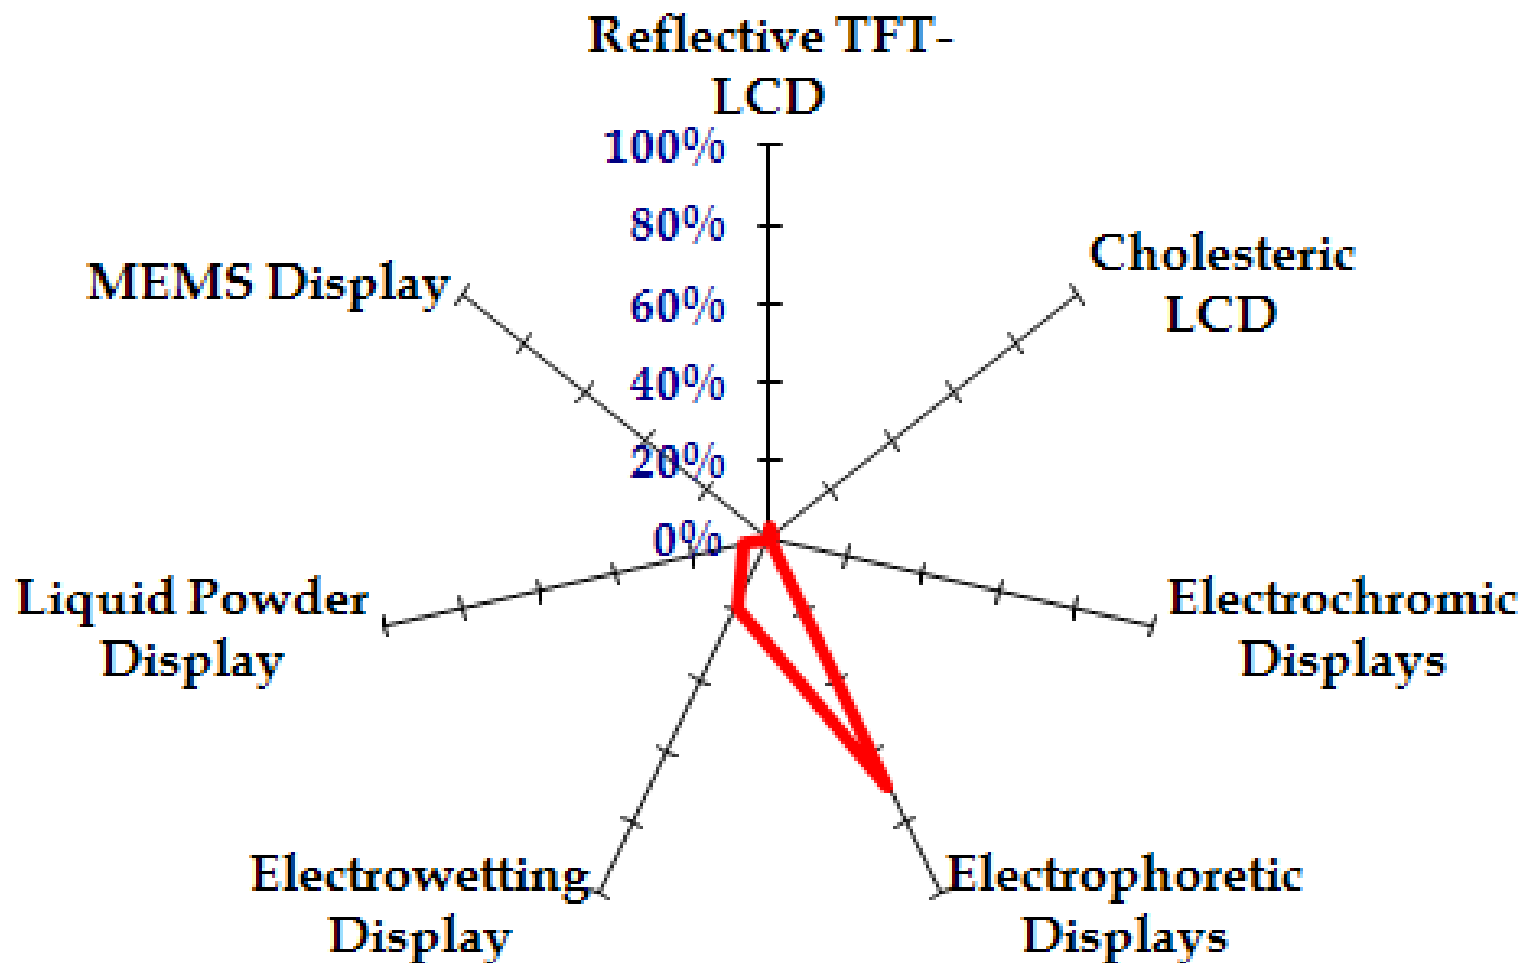 Reflective TFT-
LCD
100%
80%
60%
40%
20%
0%
Cholesteric
LCD
Electrochromic
Displays
Electrophoretic
Displays
Electrowetting
Display
Liquid Powder
Display
MEMS Display